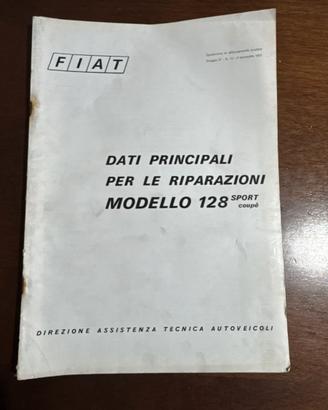 FIAT
DATI PRINCIPALI
PER LE RIPARAZIONI
MODELLO 128 SPORT coupé
DIREZIONE ASSISTENZA TECNICA AUTOVEICOLI